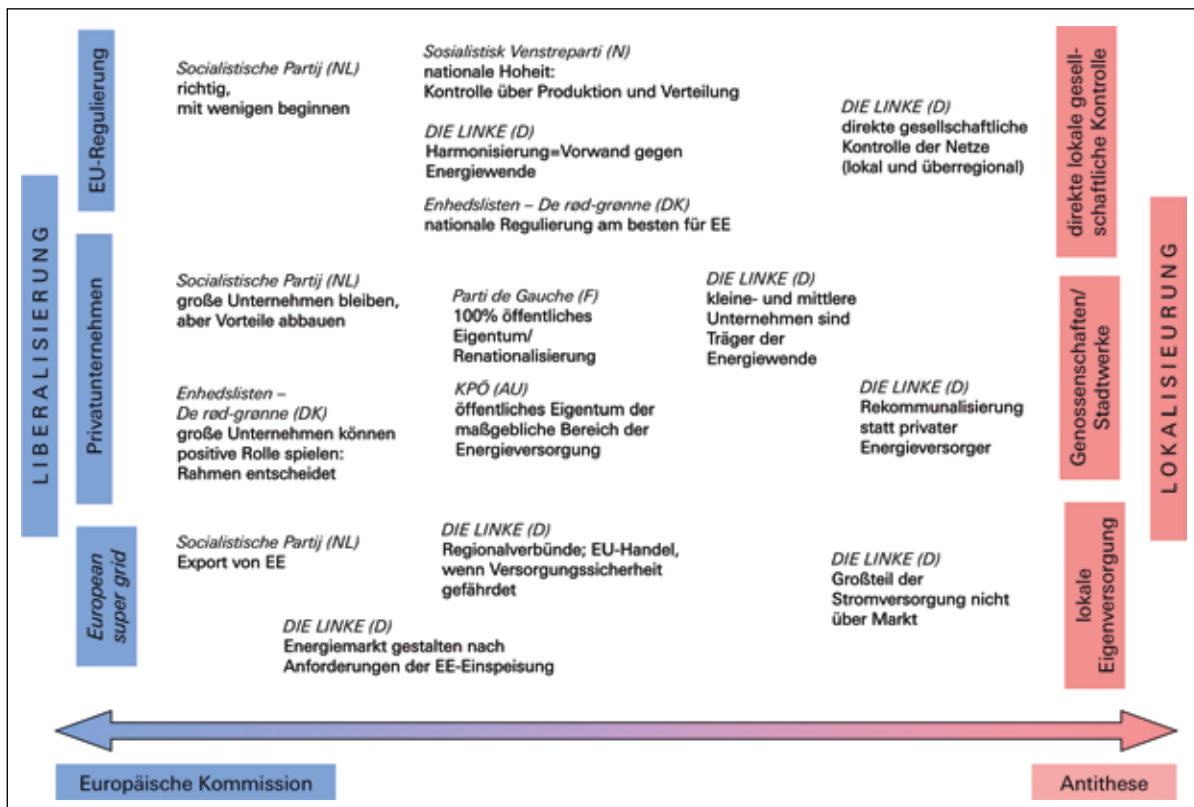 LIBERALISIERUNG
EU-Regulierung
Socialistische Partij (NL)
richtig,
mit wenigen beginnen
Sosialistisk Venstreparti (N)
nationale Hoheit:
Kontrolle über Produktion und Verteilung
DIE LINKE (D)
Harmonisierung=Vorwand gegen
Energiewende
Enhedslisten – De rød-grønne (DK)
nationale Regulierung am besten für EE
DIE LINKE (D)
direkte gesellschaftliche
Kontrolle der Netze
(lokal und überregional)
direkte lokale gesell-
schaftliche Kontrolle
Privatunternehmen
Socialistische Partij (NL)
große Unternehmen bleiben,
aber Vorteile abbauen
Enhedslisten –
De rød-grønne (DK)
große Unternehmen können
positive Rolle spielen:
Rahmen entscheidet
Parti de Gauche (F)
100% öffentliches
Eigentum/
Renationalisierung
KPÖ (AU)
öffentliches Eigentum der
maßgebliche Bereich der
Energieversorgung
DIE LINKE (D)
kleine- und mittlere
Unternehmen sind
Träger der
Energiewende
DIE LINKE (D)
Rekommunalisierung
statt privater
Energieversorger
Genossenschaften/
Stadtwerke
European
super grid
Socialistische Partij (NL)
Export von EE
DIE LINKE (D)
Regionalverbünde; EU-Handel,
wenn Versorgungssicherheit
gefährdet
DIE LINKE (D)
Energiemarkt gestalten nach
Anforderungen der EE-Einspeisung
DIE LINKE (D)
Großteil der
Stromversorgung nicht
über Markt
lokale
Eigenversorgung
LOKALISIEURUNG
Europäische Kommission
Antithese